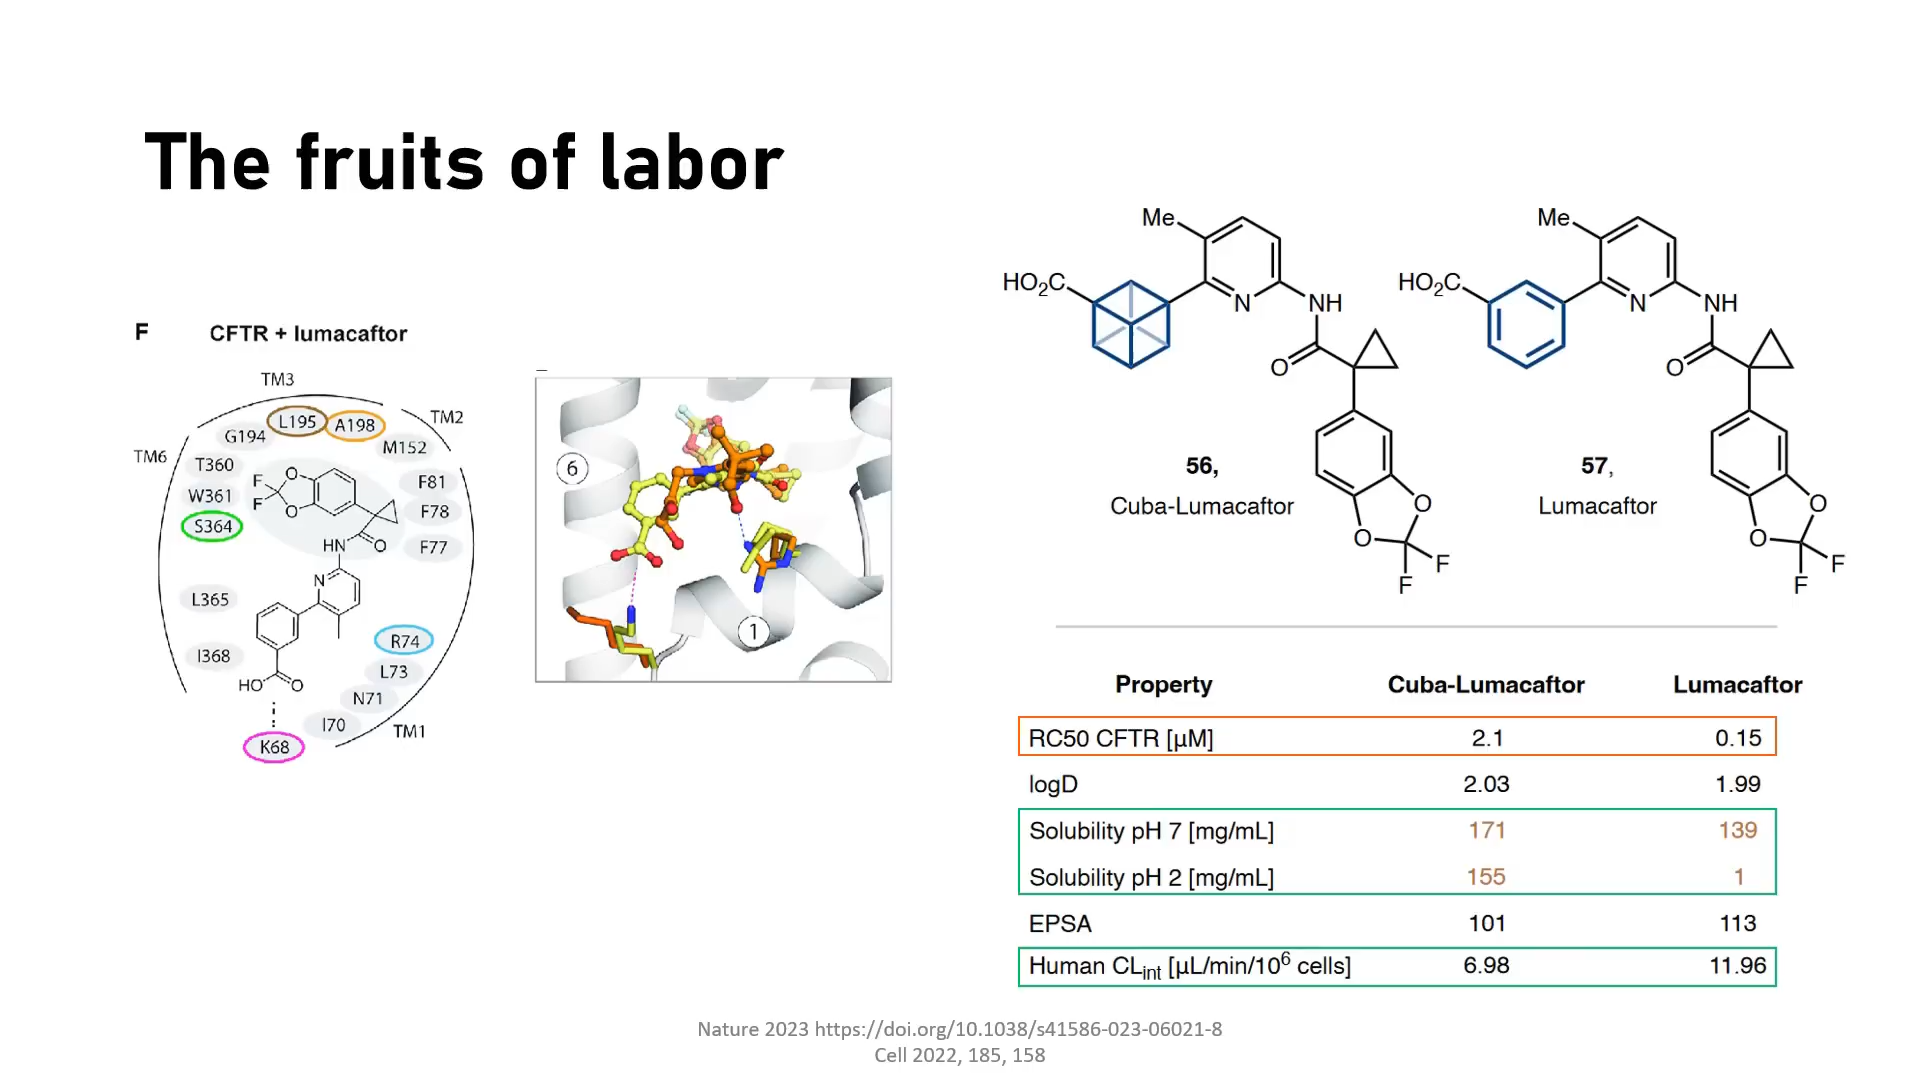 The fruits of labor
F CFTR + lumacaftor
TM3
TM2
TM6
TM1
L195
A198
G194
M152
T360
W361
S364
F81
F78
F77
L365
I368
R74
L73
N71
I70
K68
F
F
O
O
HN
O
N
HO
O
6
1
Me
HO2C
N
NH
O
O
O
F
F
56,
Cuba-Lumacaftor
Me
HO2C
N
NH
O
O
O
F
F
57,
Lumacaftor
Property Cuba-Lumacaftor Lumacaftor
RC50 CFTR [µM] 2.1 0.15
logD 2.03 1.99
Solubility pH 7 [mg/mL] 171 139
Solubility pH 2 [mg/mL] 155 1
EPSA 101 113
Human CLint [µL/min/10⁶ cells] 6.98 11.96
Nature 2023 https://doi.org/10.1038/s41586-023-06021-8
Cell 2022, 185, 158